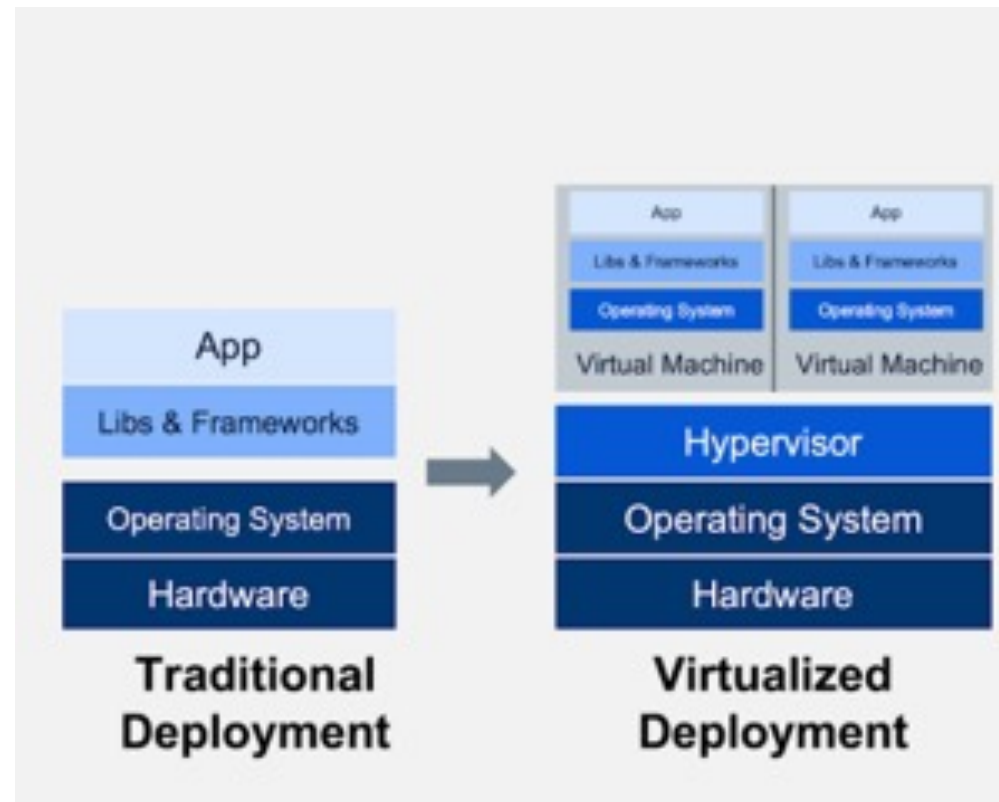 App
Libs & Frameworks
Operating System
Hardware
Traditional
Deployment
App
Libs & Frameworks
Operating System
Virtual Machine
App
Libs & Frameworks
Operating System
Virtual Machine
Hypervisor
Operating System
Hardware
Virtualized
Deployment